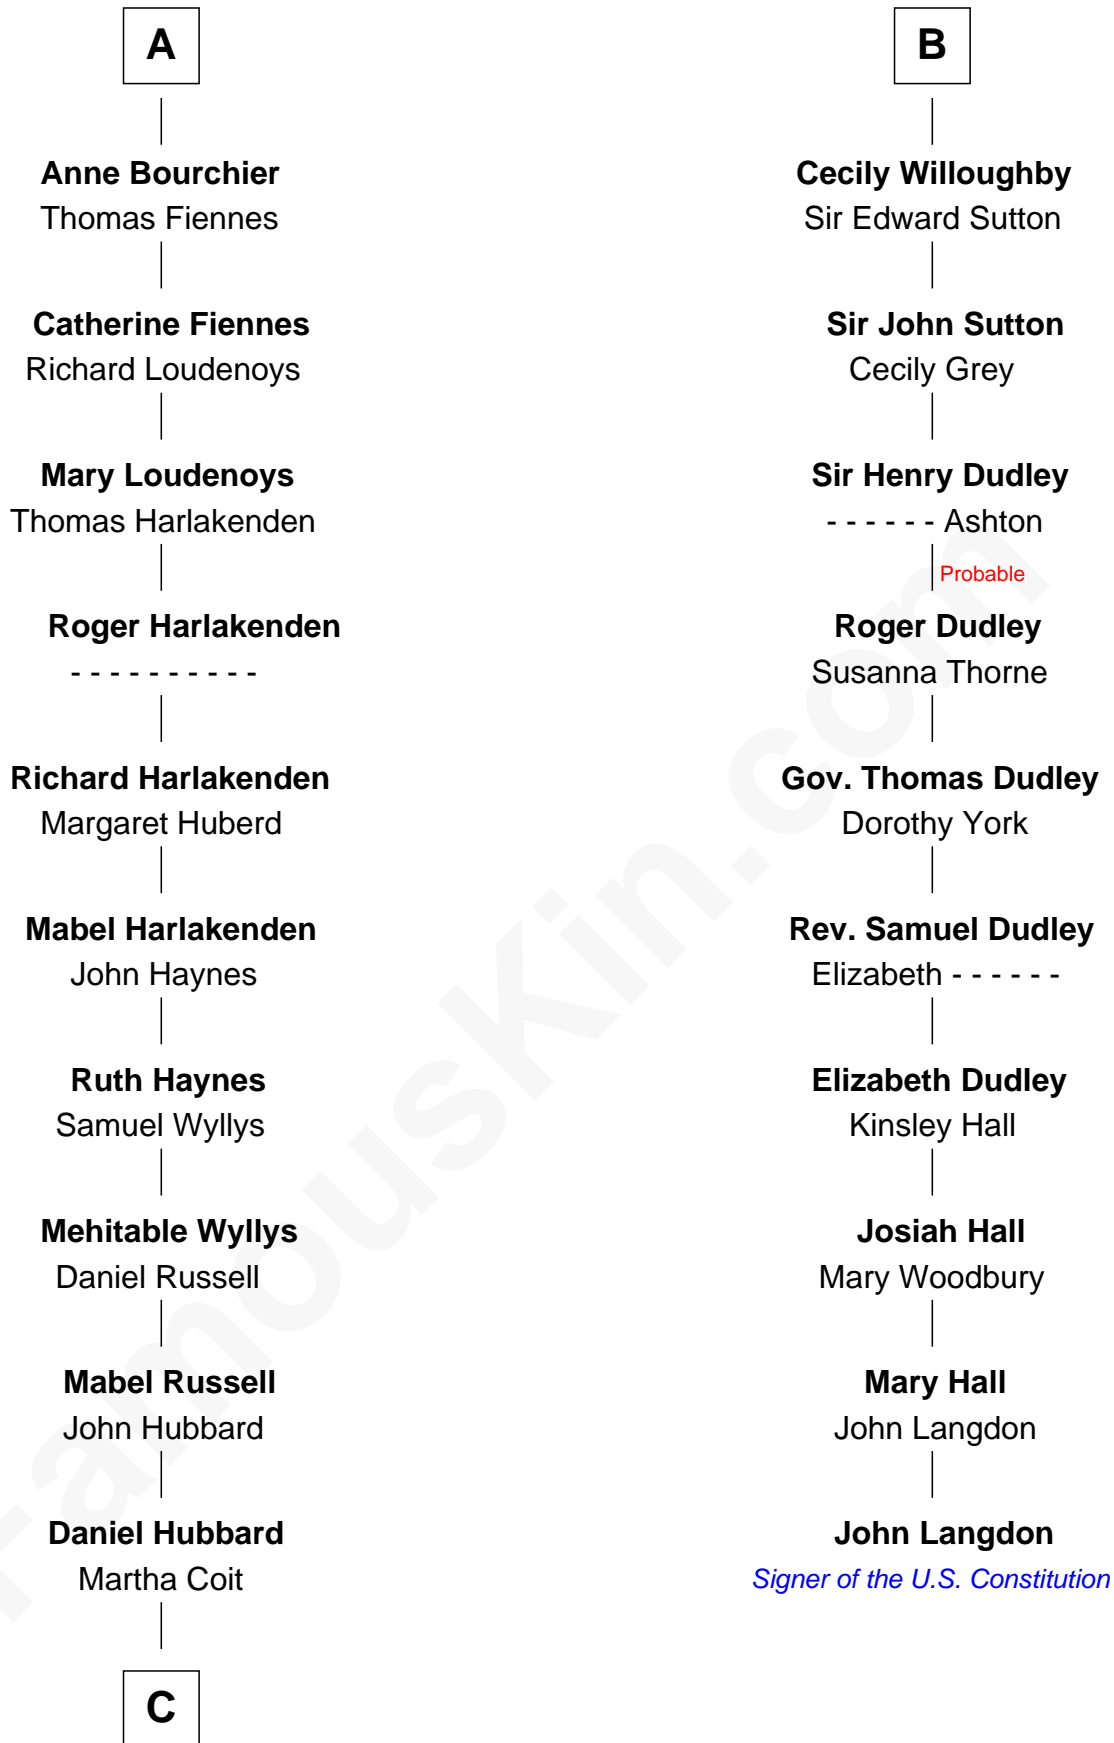 A
Anne Bourchier
Thomas Fiennes
Catherine Fiennes
Richard Loudenoys
Mary Loudenoys
Thomas Harlakenden
Roger Harlakenden
- - - - - - - - - -
Richard Harlakenden
Margaret Huberd
Mabel Harlakenden
John Haynes
Ruth Haynes
Samuel Wyllys
Mehitable Wyllys
Daniel Russell
Mabel Russell
John Hubbard
Daniel Hubbard
Martha Coit
C
B
Cecily Willoughby
Sir Edward Sutton
Sir John Sutton
Cecily Grey
Sir Henry Dudley
- - - - - - Ashton
Probable
Roger Dudley
Susanna Thorne
Gov. Thomas Dudley
Dorothy York
Rev. Samuel Dudley
Elizabeth - - - - - -
Elizabeth Dudley
Kinsley Hall
Josiah Hall
Mary Woodbury
Mary Hall
John Langdon
John Langdon
Signer of the U.S. Constitution
FamousKin.com